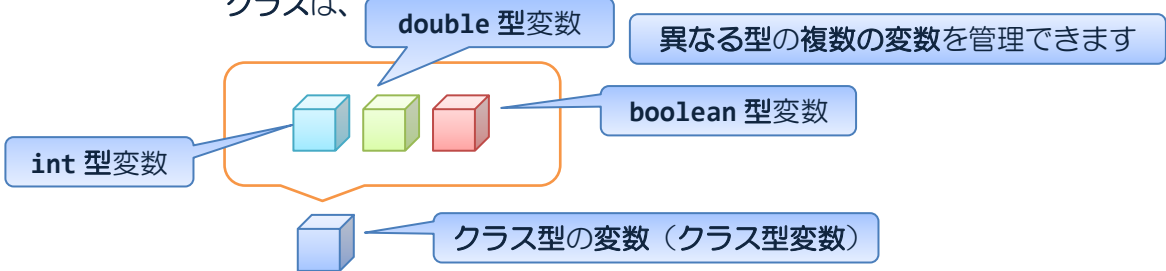 クラスは、
double 型変数
異なる型の複数の変数を管理できます
boolean 型変数
int 型変数
クラス型の変数（クラス型変数）